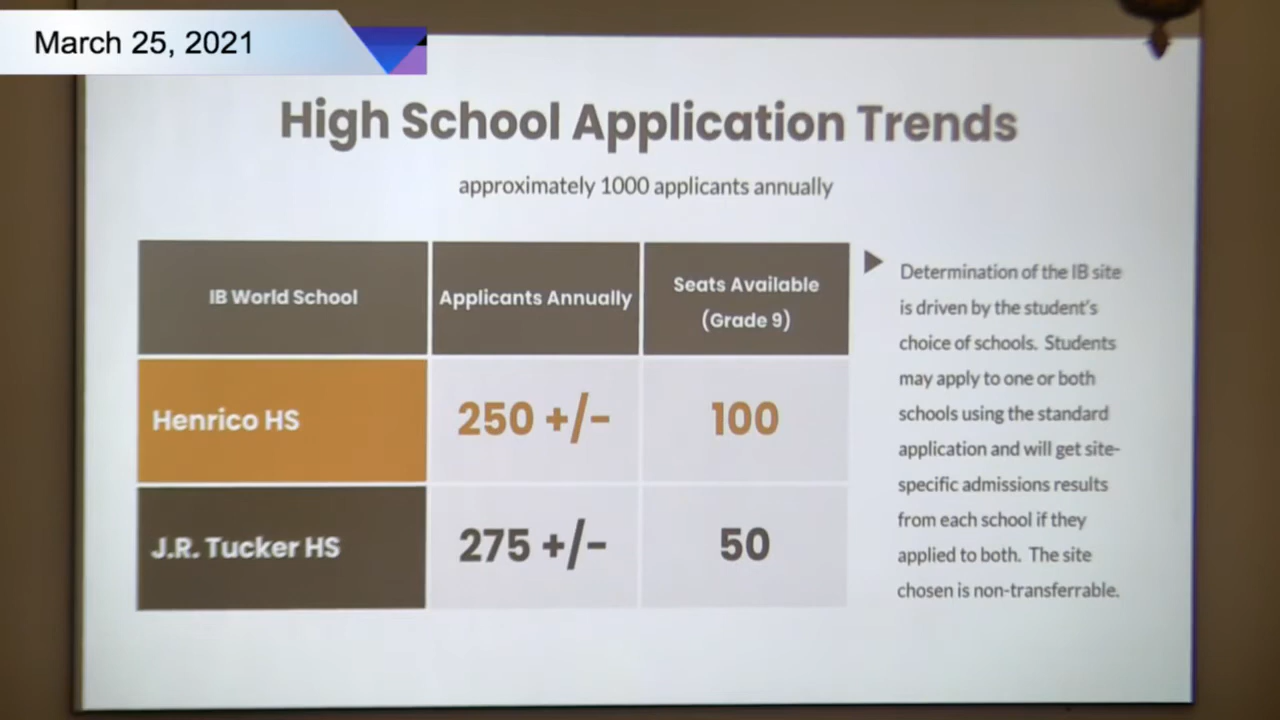 March 25, 2021
High School Application Trends
approximately 1000 applicants annually
IB World School
Applicants Annually
Seats Available
(Grade 9)
Henrico HS
250 +/-
100
J.R. Tucker HS
275 +/-
50
Determination of the IB site
is driven by the student's
choice of schools. Students
may apply to one or both
schools using the standard
application and will get site-
specific admissions results
from each school if they
applied to both. The site
chosen is non-transferrable.